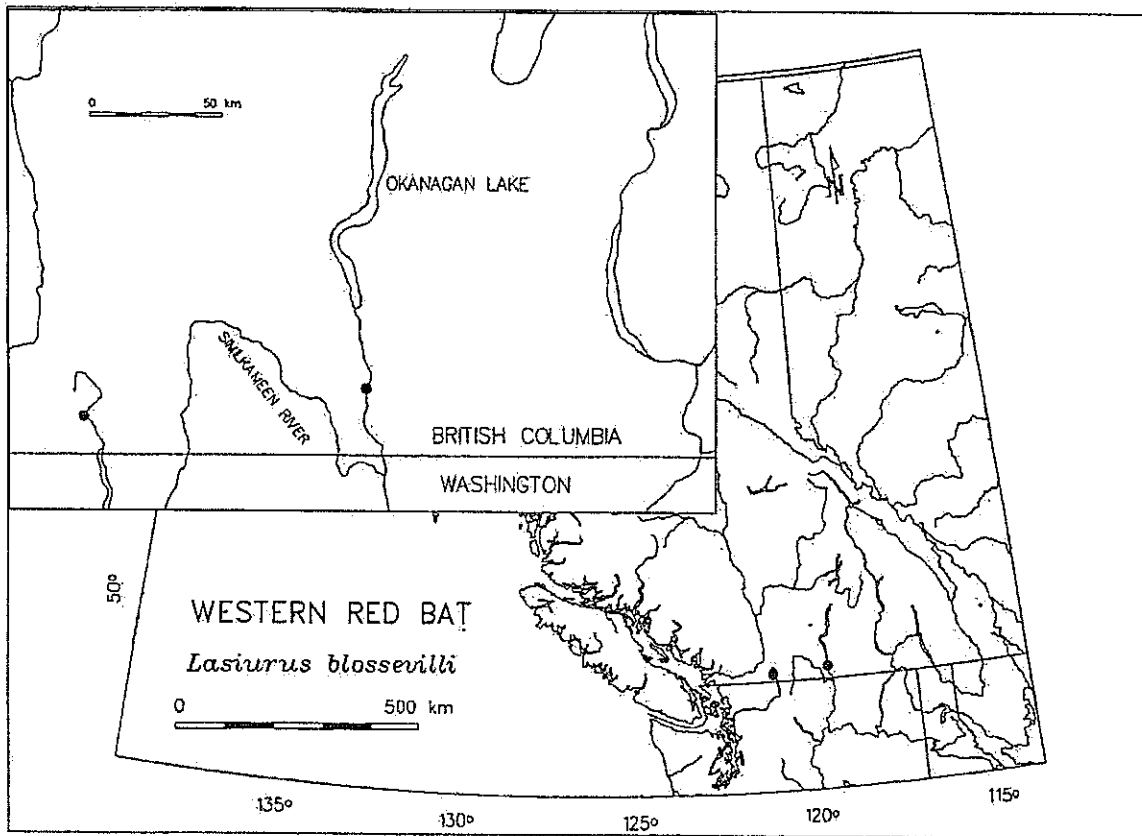 0 50 km
OKANAGAN LAKE
SIMILKAMEEN RIVER
BRITISH COLUMBIA
WASHINGTON
50°
WESTERN RED BAT
Lasiurus blossevilli
0 500 km
135° 130° 125° 120° 115°